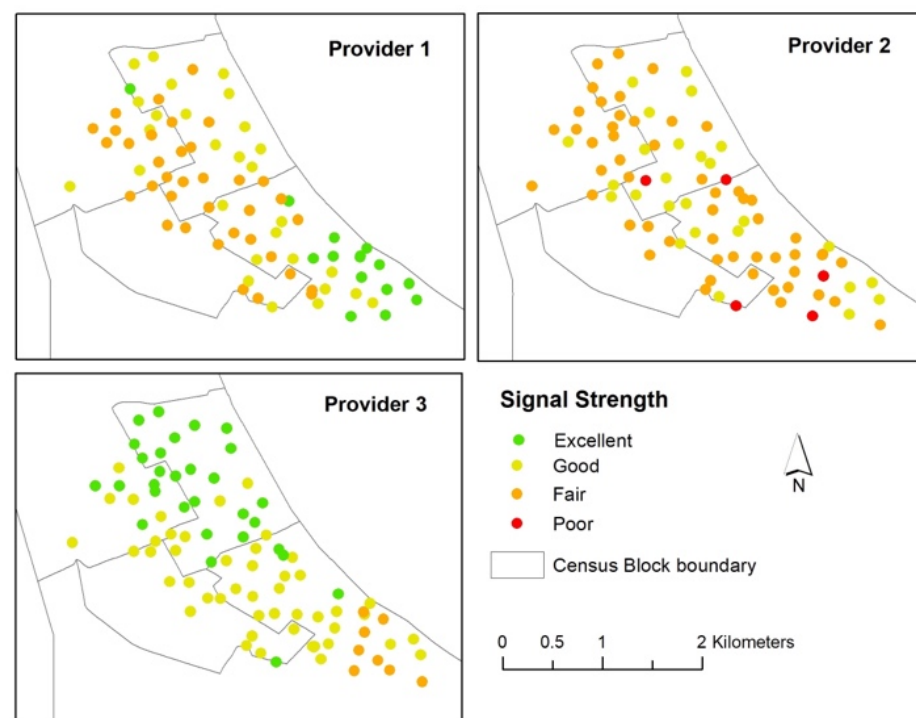 Provider 1
Provider 2
Provider 3
Signal Strength
Excellent
Good
Fair
Poor
Census Block boundary
N
0 0.5 1 2 Kilometers